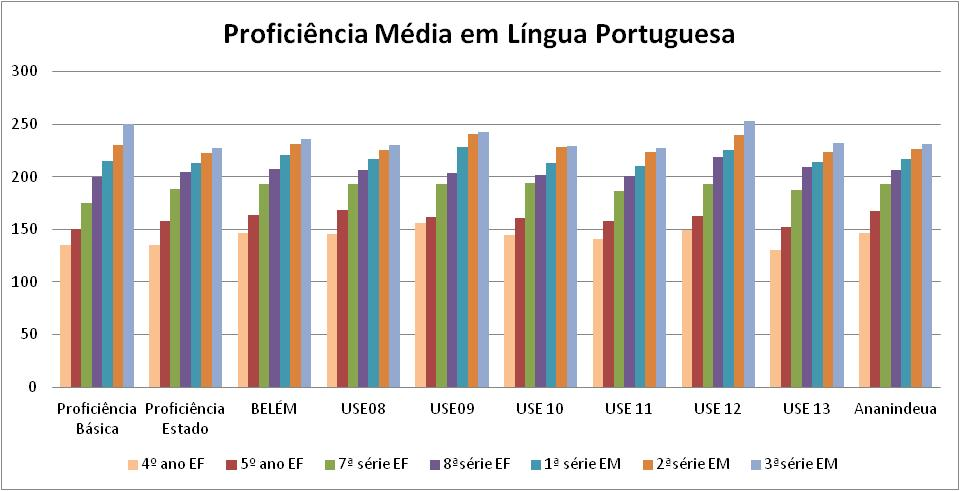 Proficiência Média em Língua Portuguesa
300
250
200
150
100
50
0
Proficiência Básica
Proficiência Estado
BELÉM
USE08
USE09
USE 10
USE 11
USE 12
USE 13
Ananindeua
4º ano EF
5º ano EF
7ª série EF
8ªsérie EF
1ª série EM
2ªsérie EM
3ªsérie EM